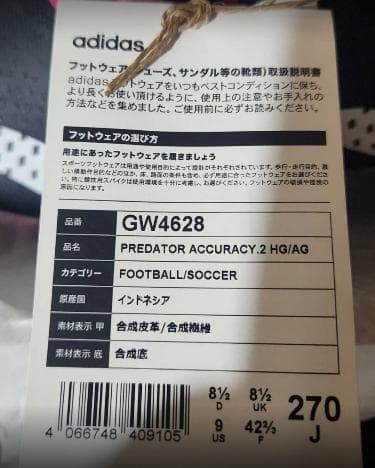 adidas
フットウェア(シューズ、サンダル等の靴類)取扱説明書
adidasフットウェアをいつもベストコンディションに保ち、
より長くお使い頂けるように、使用上の注意やお手入れの
方法などを集めました。ご使用前に必ずお読みください。
フットウェアの選び方
用途にあったフットウェアを履きましょう
品番 GW4628
品名 PREDATOR ACCURACY.2 HG/AG
カテゴリー FOOTBALL/SOCCER
原産国 インドネシア
素材表示 甲 合成皮革/合成繊維
素材表示 底 合成底
8½ 8½ 270
D UK J
9 42⅔
US F
4 066748 409105